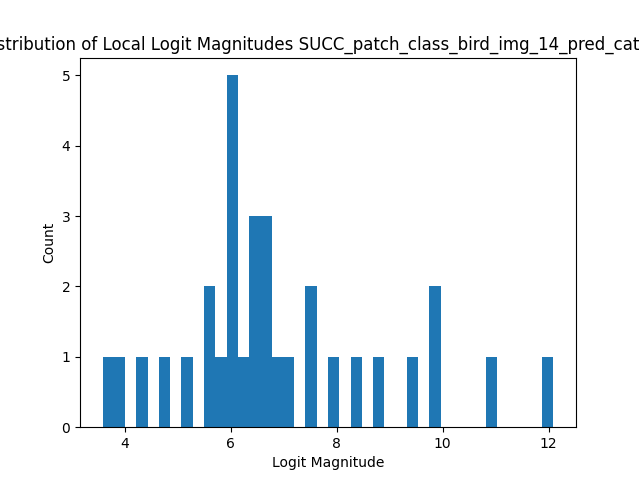 stribution of Local Logit Magnitudes SUCC_patch_class_bird_img_14_pred_cat
5
4
3
2
1
0
Count
4 6 8 10 12
Logit Magnitude